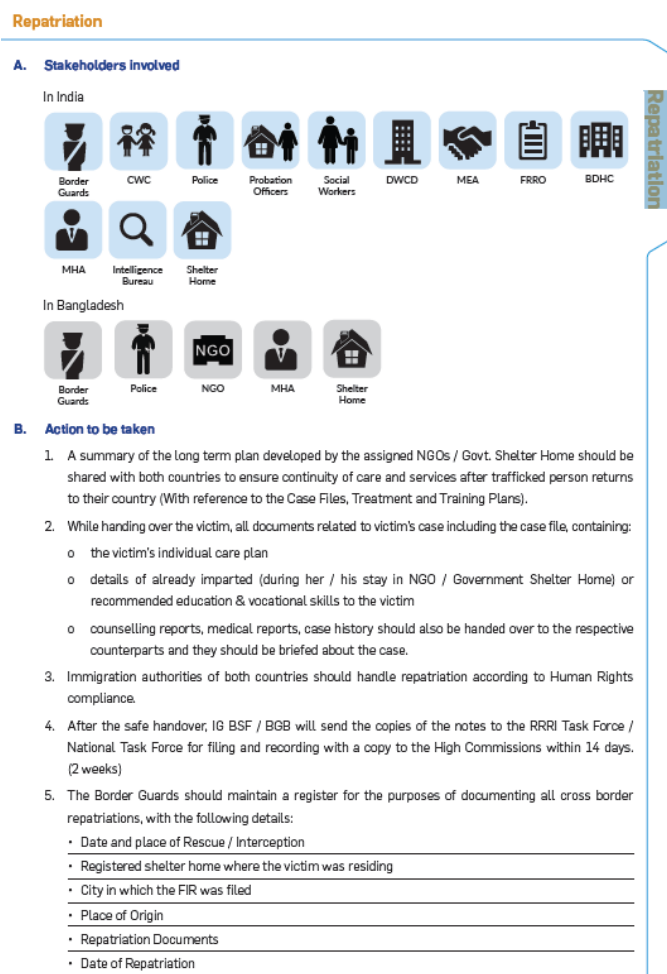 Repatriation
A. Stakeholders involved
In India
Border Guards
CWC
Police
Probation Officers
Social Workers
DWCD
MEA
FRRO
BDHC
MHA
Intelligence Bureau
Shelter Home
In Bangladesh
Border Guards
Police
NGO
NGO
MHA
Shelter Home
B. Action to be taken
1. A summary of the long term plan developed by the assigned NGOs / Govt. Shelter Home should be
shared with both countries to ensure continuity of care and services after trafficked person returns
to their country (With reference to the Case Files, Treatment and Training Plans).
2. While handing over the victim, all documents related to victim's case including the case file, containing:
o the victim's individual care plan
o details of already imparted (during her / his stay in NGO / Government Shelter Home) or
recommended education & vocational skills to the victim
o counselling reports, medical reports, case history should also be handed over to the respective
counterparts and they should be briefed about the case.
3. Immigration authorities of both countries should handle repatriation according to Human Rights
compliance.
4. After the safe handover, IG BSF / BGB will send the copies of the notes to the RRRI Task Force /
National Task Force for filing and recording with a copy to the High Commissions within 14 days.
(2 weeks)
5. The Border Guards should maintain a register for the purposes of documenting all cross border
repatriations, with the following details:
• Date and place of Rescue / Interception
• Registered shelter home where the victim was residing
• City in which the FIR was filed
• Place of Origin
• Repatriation Documents
• Date of Repatriation
Repatriation